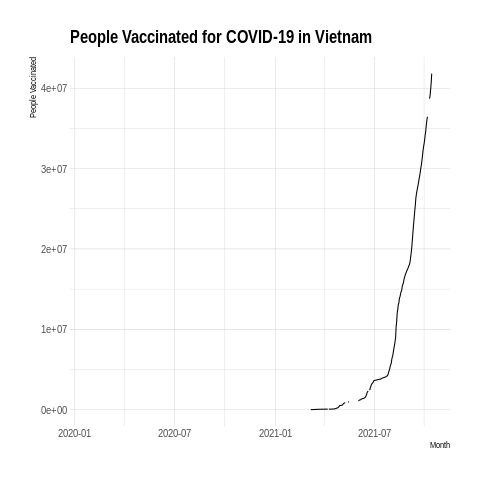 People Vaccinated for COVID-19 in Vietnam
People Vaccinated
4e+07
3e+07
2e+07
1e+07
0e+00
2020-01 2020-07 2021-01 2021-07
Month